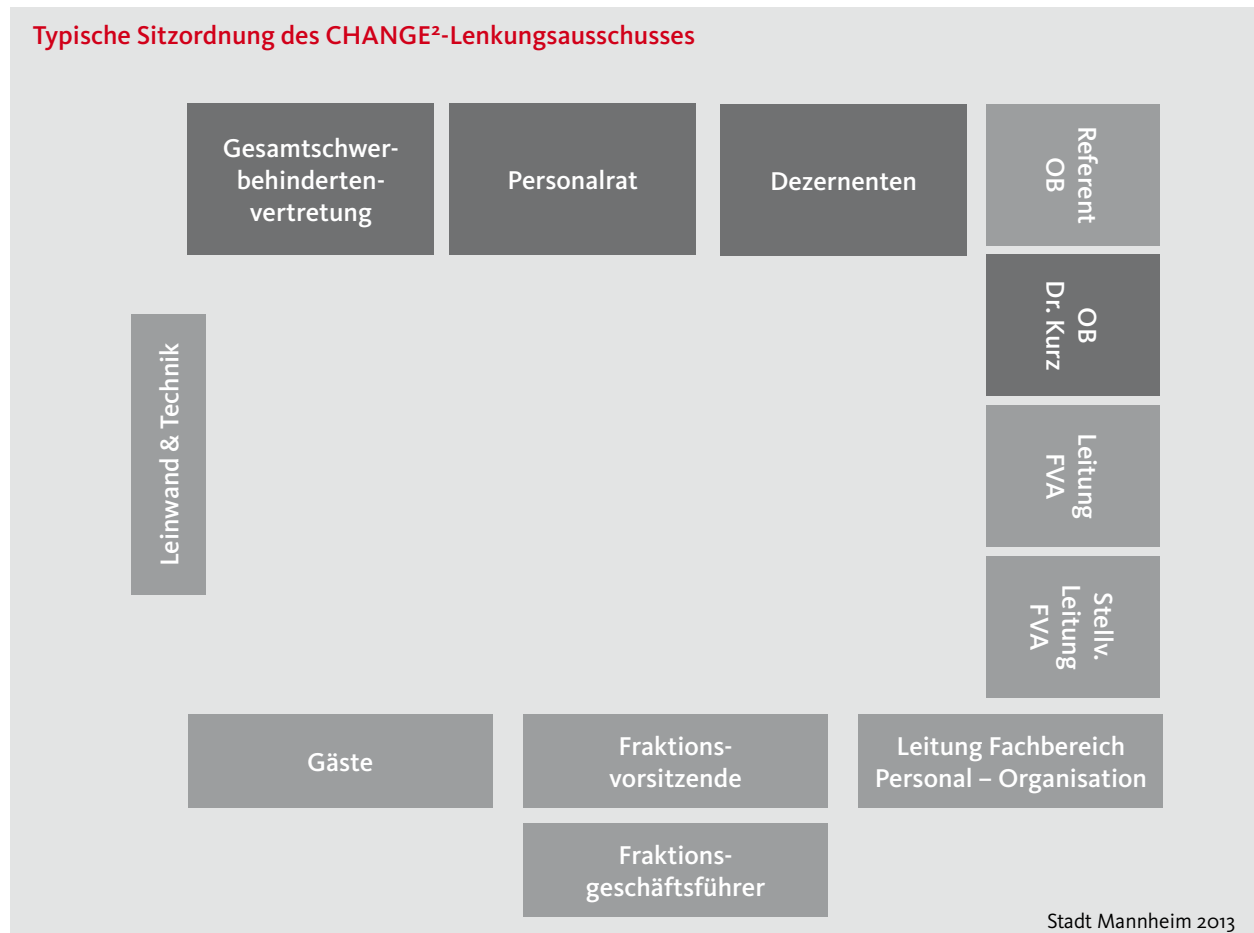 Typische Sitzordnung des CHANGE²-Lenkungsausschusses
Gesamtschwer-
behinderten-
vertretung
Personalrat
Dezernenten
Referent
OB
OB
Dr. Kurz
Leinwand & Technik
Leitung
FVA
Stellv.
Leitung
FVA
Gäste
Fraktions-
vorsitzende
Leitung Fachbereich
Personal – Organisation
Fraktions-
geschäftsführer
Stadt Mannheim 2013